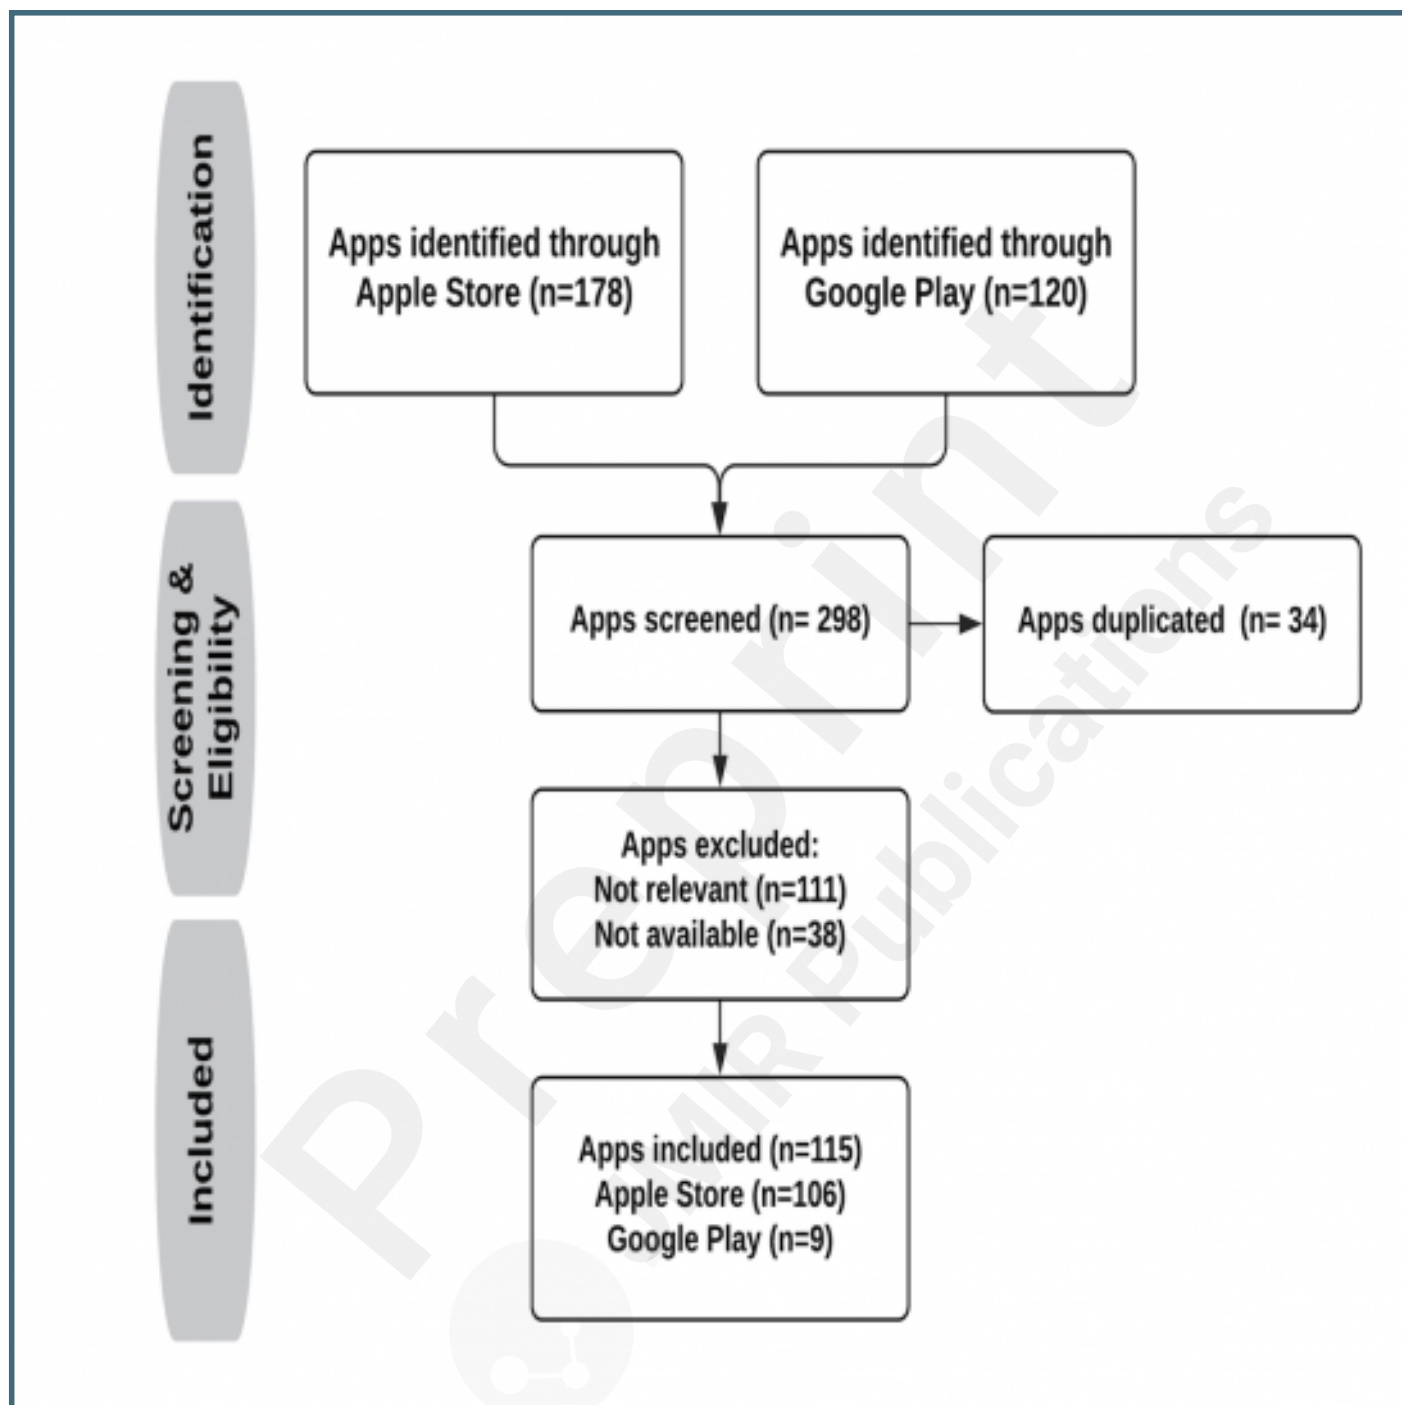 Identification
Apps identified through
Apple Store (n=178)
Apps identified through
Google Play (n=120)
Screening &
Eligibility
Apps screened (n= 298)
Apps duplicated (n= 34)
Apps excluded:
Not relevant (n=111)
Not available (n=38)
Included
Apps included (n=115)
Apple Store (n=106)
Google Play (n=9)
Preprint
JMIR Publications